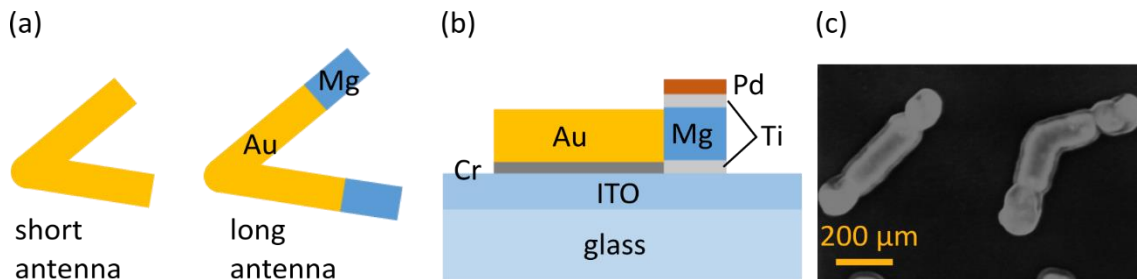 (a)
Mg
Au
short
antenna
long
antenna
(b)
Pd
Au
Mg
Ti
Cr
ITO
glass
(c)
200 µm